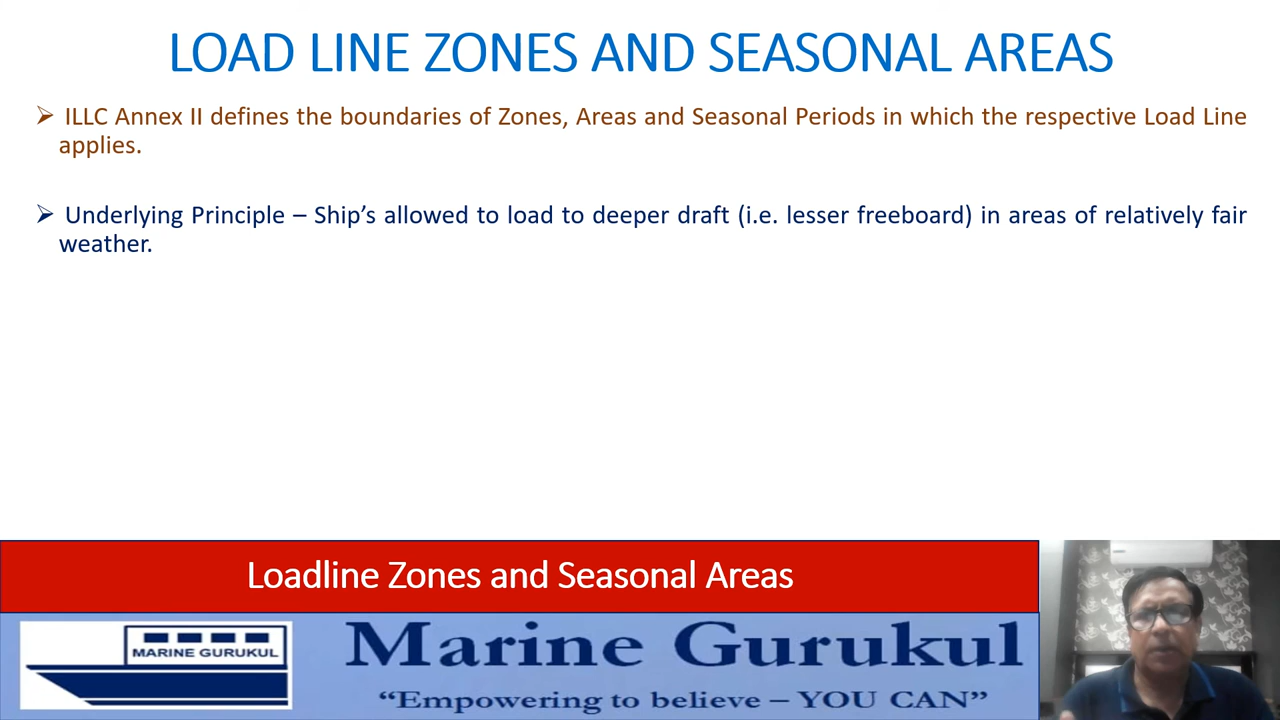 LOAD LINE ZONES AND SEASONAL AREAS
➢ ILLC Annex II defines the boundaries of Zones, Areas and Seasonal Periods in which the respective Load Line
applies.
➢ Underlying Principle – Ship's allowed to load to deeper draft (i.e. lesser freeboard) in areas of relatively fair
weather.
Loadline Zones and Seasonal Areas
MARINE GURUKUL
Marine Gurukul
“Empowering to believe – YOU CAN”